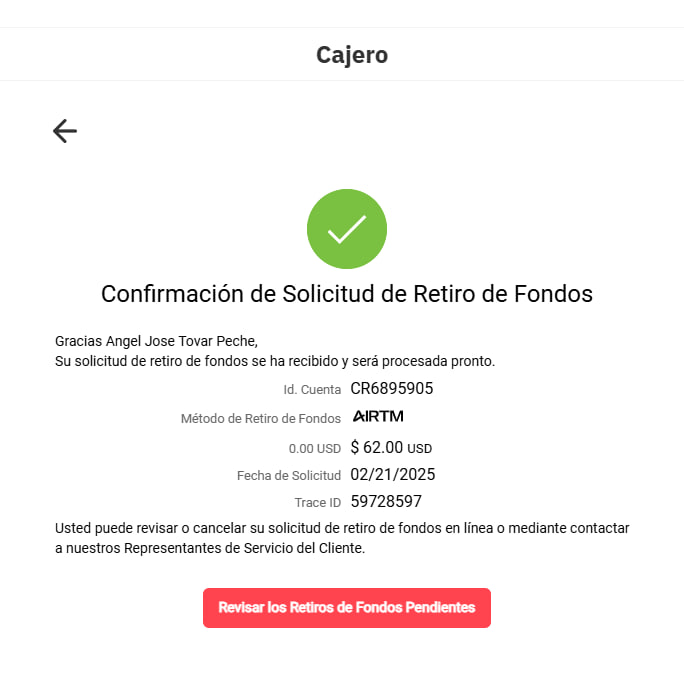 Cajero
Confirmación de Solicitud de Retiro de Fondos
Gracias Angel Jose Tovar Peche,
Su solicitud de retiro de fondos se ha recibido y será procesada pronto.
Id. Cuenta CR6895905
Método de Retiro de Fondos AIRTM
0.00 USD $ 62.00 USD
Fecha de Solicitud 02/21/2025
Trace ID 59728597
Usted puede revisar o cancelar su solicitud de retiro de fondos en línea o mediante contactar
a nuestros Representantes de Servicio del Cliente.
Revisar los Retiros de Fondos Pendientes